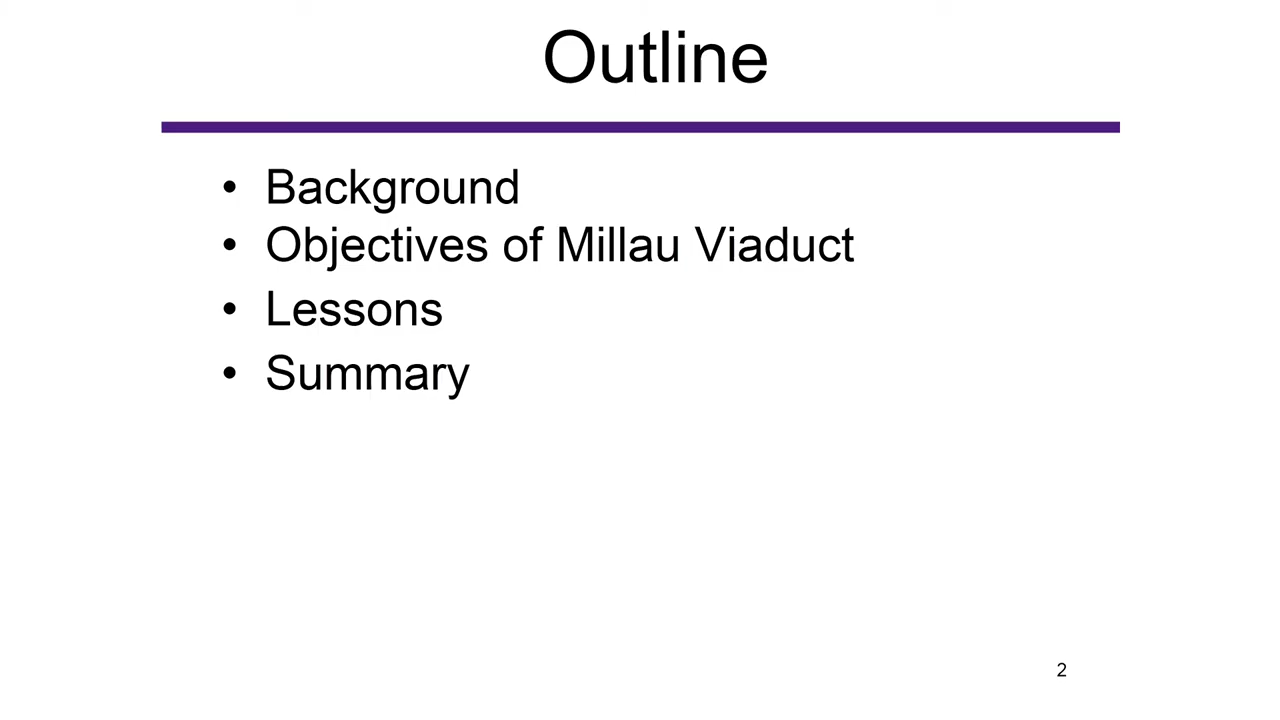 Outline
• Background
• Objectives of Millau Viaduct
• Lessons
• Summary
2